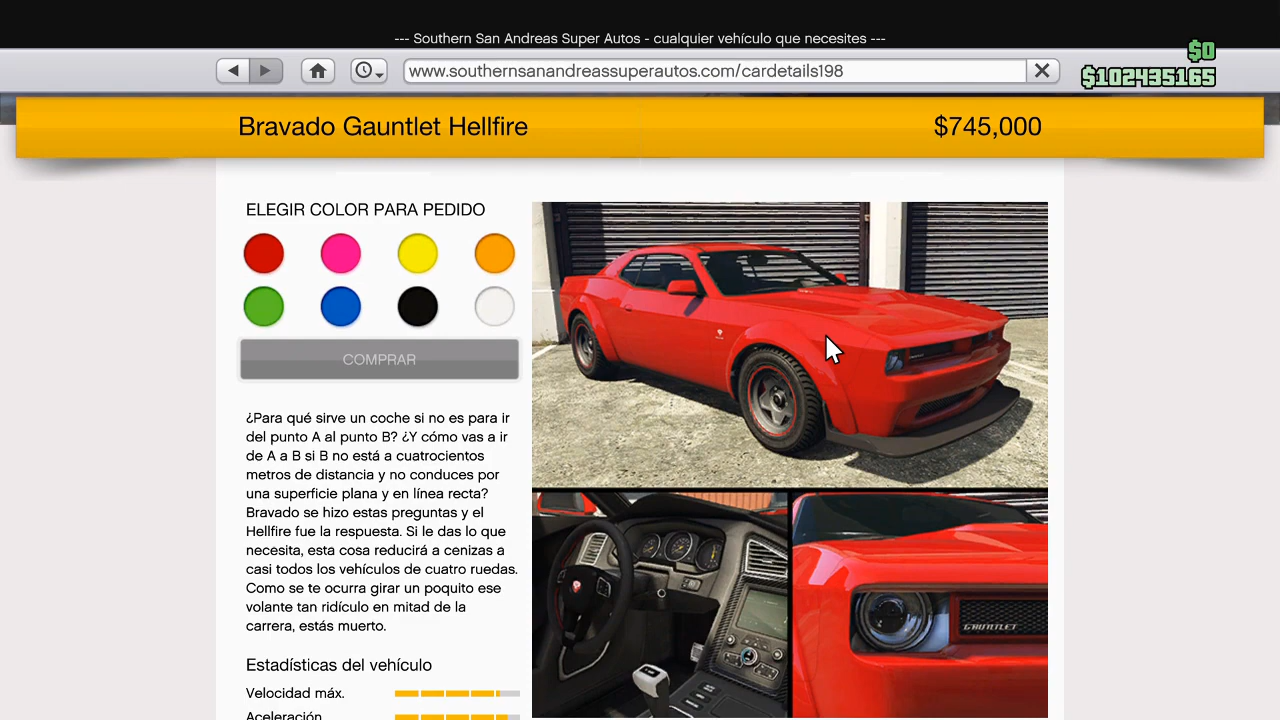 --- Southern San Andreas Super Autos - cualquier vehículo que necesites ---
$0
www.southernsanandreassuperautos.com/cardetails198
$102435165
Bravado Gauntlet Hellfire
$745,000
ELEGIR COLOR PARA PEDIDO
COMPRAR
¿Para qué sirve un coche si no es para ir
del punto A al punto B? ¿Y cómo vas a ir
de A a B si B no está a cuatrocientos
metros de distancia y no conduces por
una superficie plana y en línea recta?
Bravado se hizo estas preguntas y el
Hellfire fue la respuesta. Si le das lo que
necesita, esta cosa reducirá a cenizas a
casi todos los vehículos de cuatro ruedas.
Como se te ocurra girar un poquito ese
volante tan ridículo en mitad de la
carrera, estás muerto.
GAUNTLET
Estadísticas del vehículo
Velocidad máx.
Aceleración